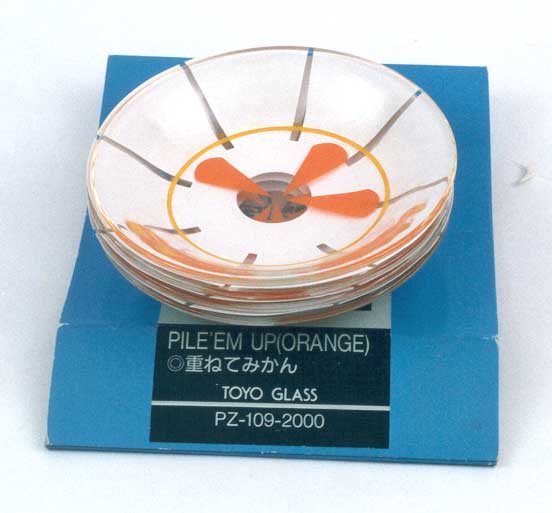 PILE'EM UP(ORANGE)
◎重ねてみかん
TOYO GLASS
PZ-109-2000